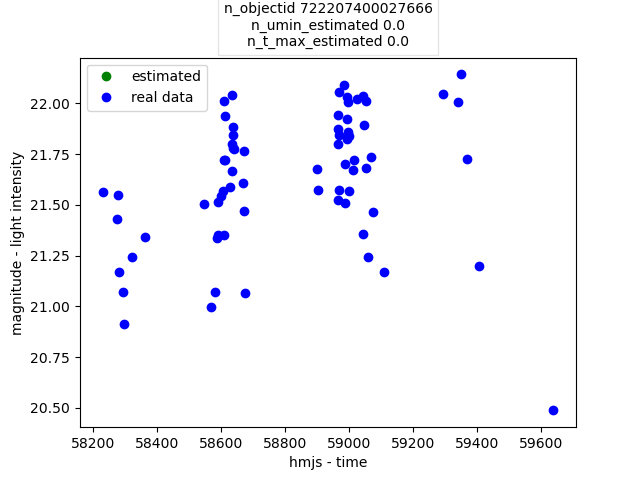 n_objectid 722207400027666
n_umin_estimated 0.0
n_t_max_estimated 0.0
estimated
real data
magnitude - light intensity
22.00
21.75
21.50
21.25
21.00
20.75
20.50
58200 58400 58600 58800 59000 59200 59400 59600
hmjs - time